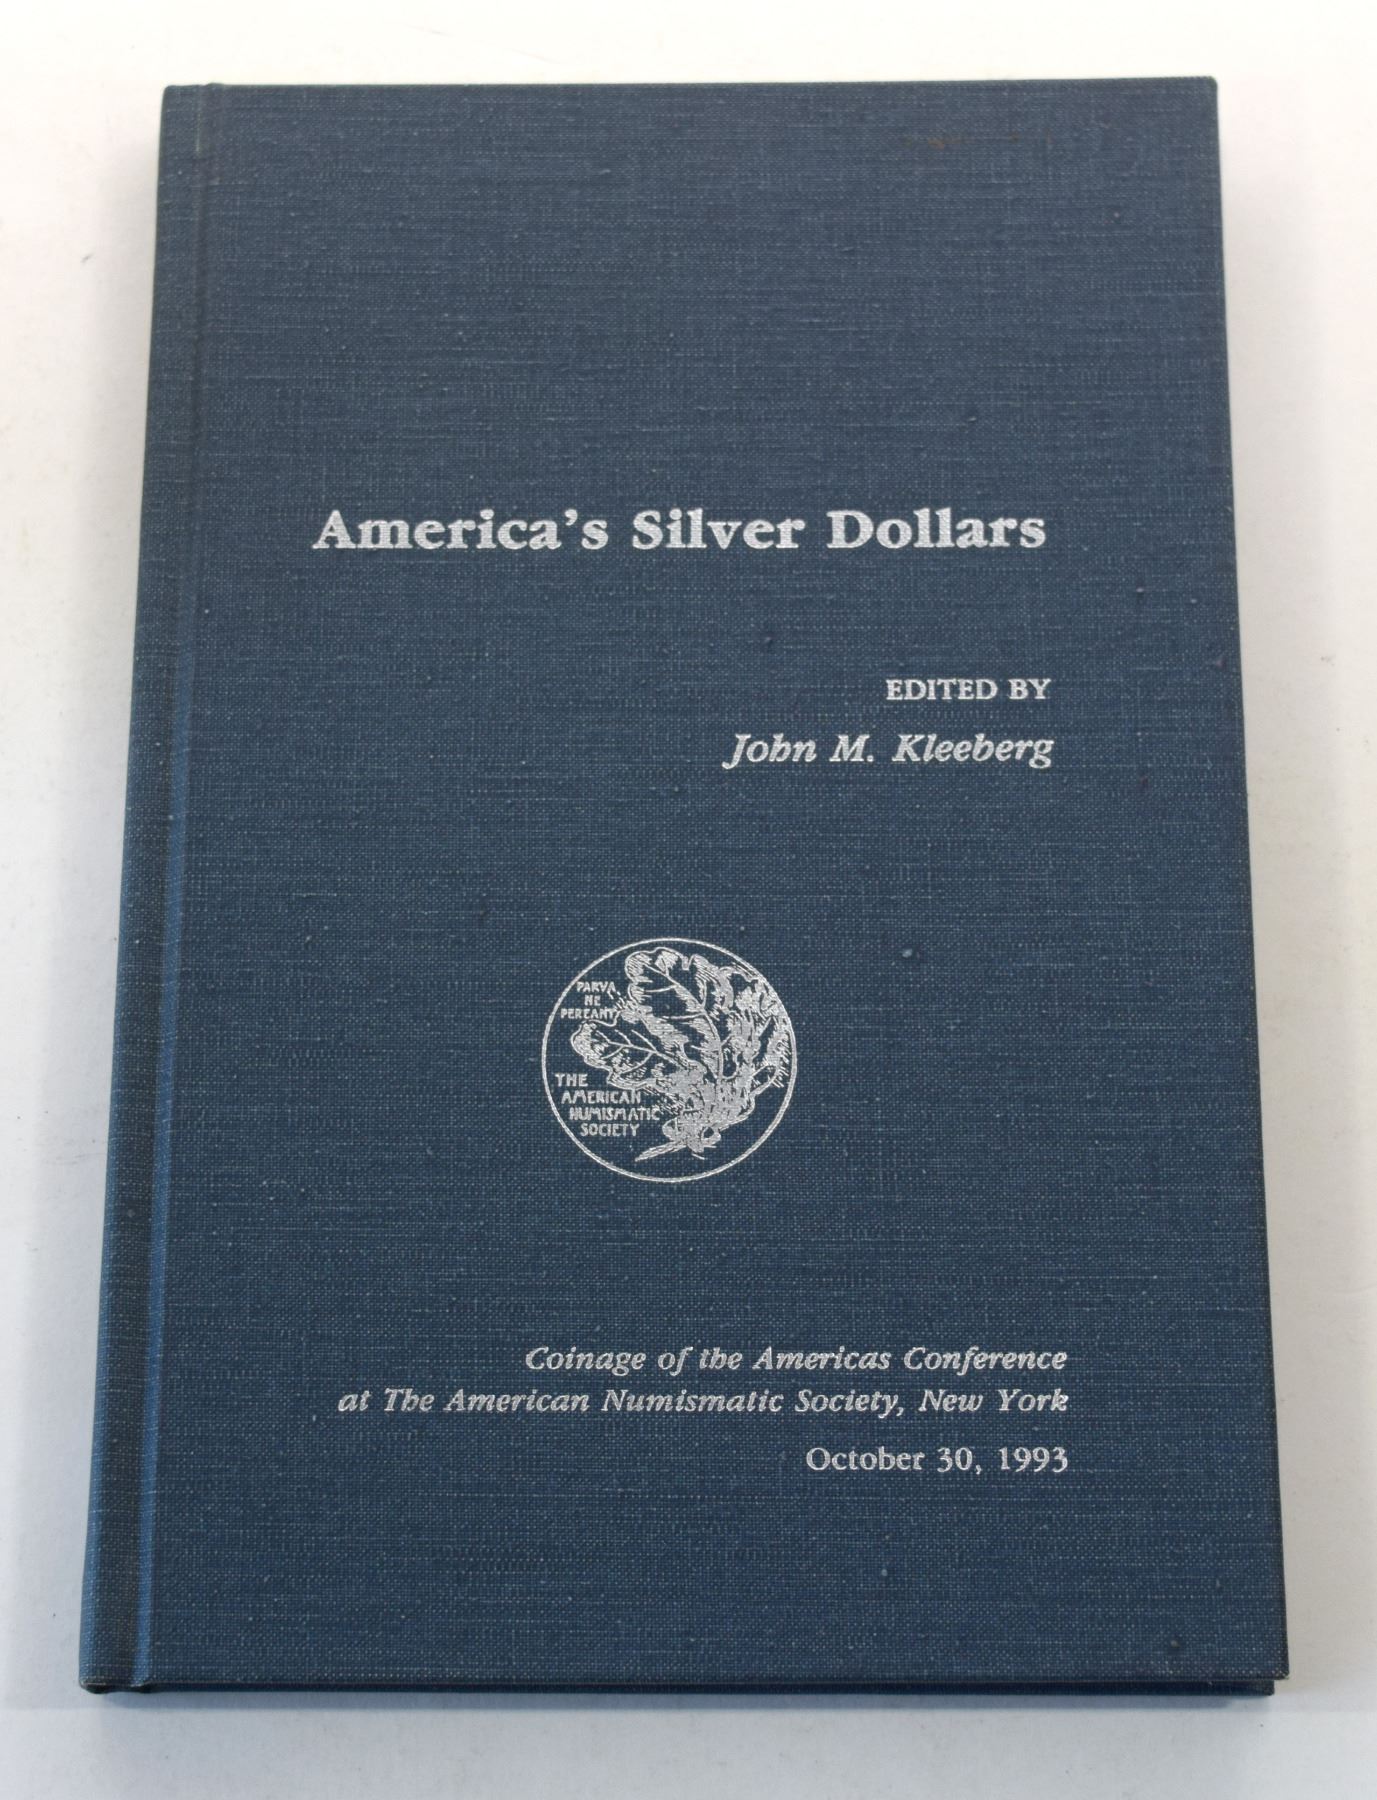 America's Silver Dollars
EDITED BY
John M. Kleeberg
PARVA
NE
PEREANT
THE
AMERICAN
NUMISMATIC
SOCIETY
Coinage of the Americas Conference
at The American Numismatic Society, New York
October 30, 1993